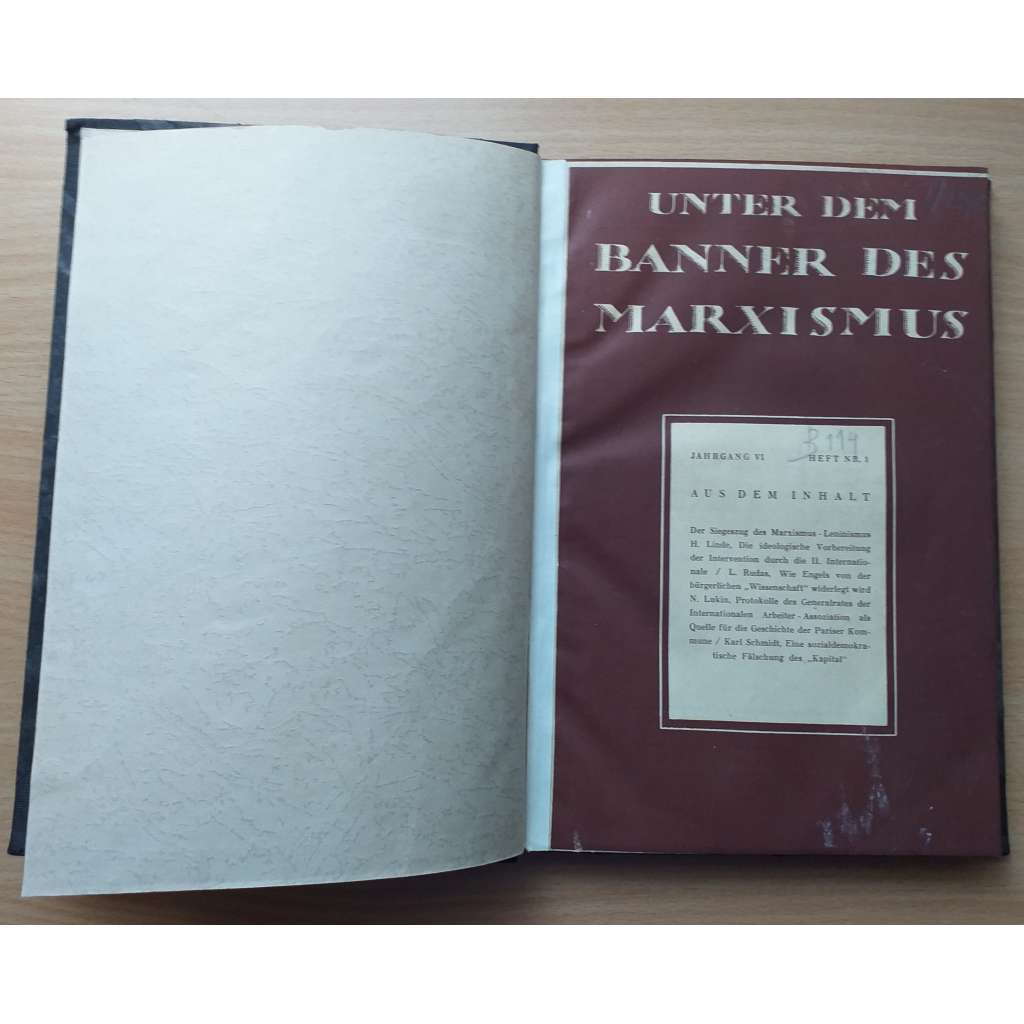 UNTER DEM
BANNER DES
MARXISMUS
B 114
JAHRGANG VI HEFT NR. 1
AUS DEM INHALT
Der Siegeszug des Marxismus-Leninismus
H. Linde, Die ideologische Vorbereitung
der Intervention durch die II. Internatio-
nale / L. Rudas, Wie Engels von der
bürgerlichen „Wissenschaft" widerlegt wird
N. Lukin, Protokolle des Generalrates der
Internationalen Arbeiter-Assoziation als
Quelle für die Geschichte der Pariser Kom-
mune / Karl Schmidt, Eine sozialdemokra-
tische Fälschung des „Kapital"